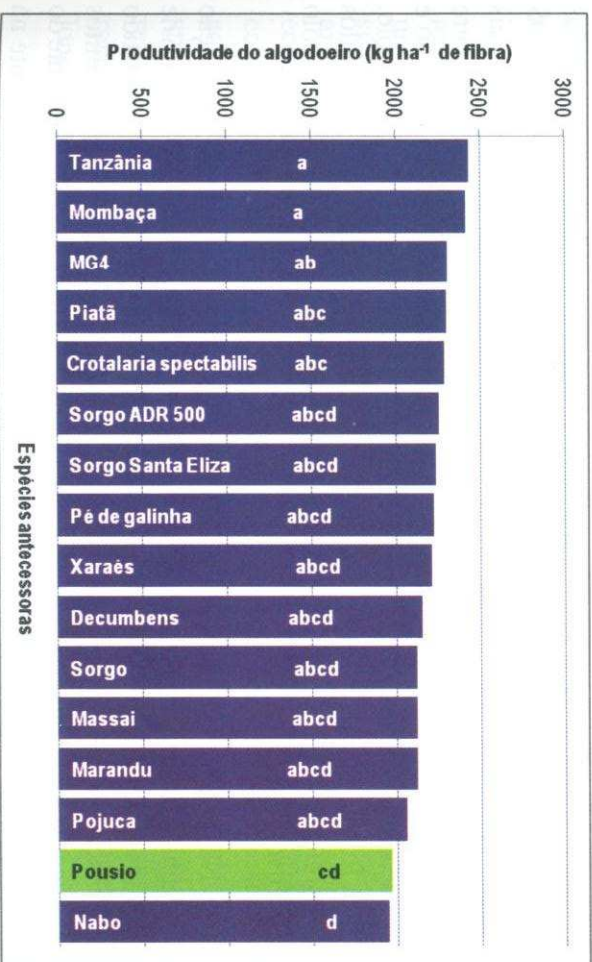 Produtividade do algodoeiro (kg ha⁻¹ de fibra)
0
500
1000
1500
2000
2500
3000
Tanzânia a
Mombaça a
MG4 ab
Piatã abc
Crotalaria spectabilis abc
Sorgo ADR 500 abcd
Sorgo Santa Eliza abcd
Pé de galinha abcd
Xaraés abcd
Decumbens abcd
Sorgo abcd
Massai abcd
Marandu abcd
Pojuca abcd
Pousio cd
Nabo d
Espécies antecessoras